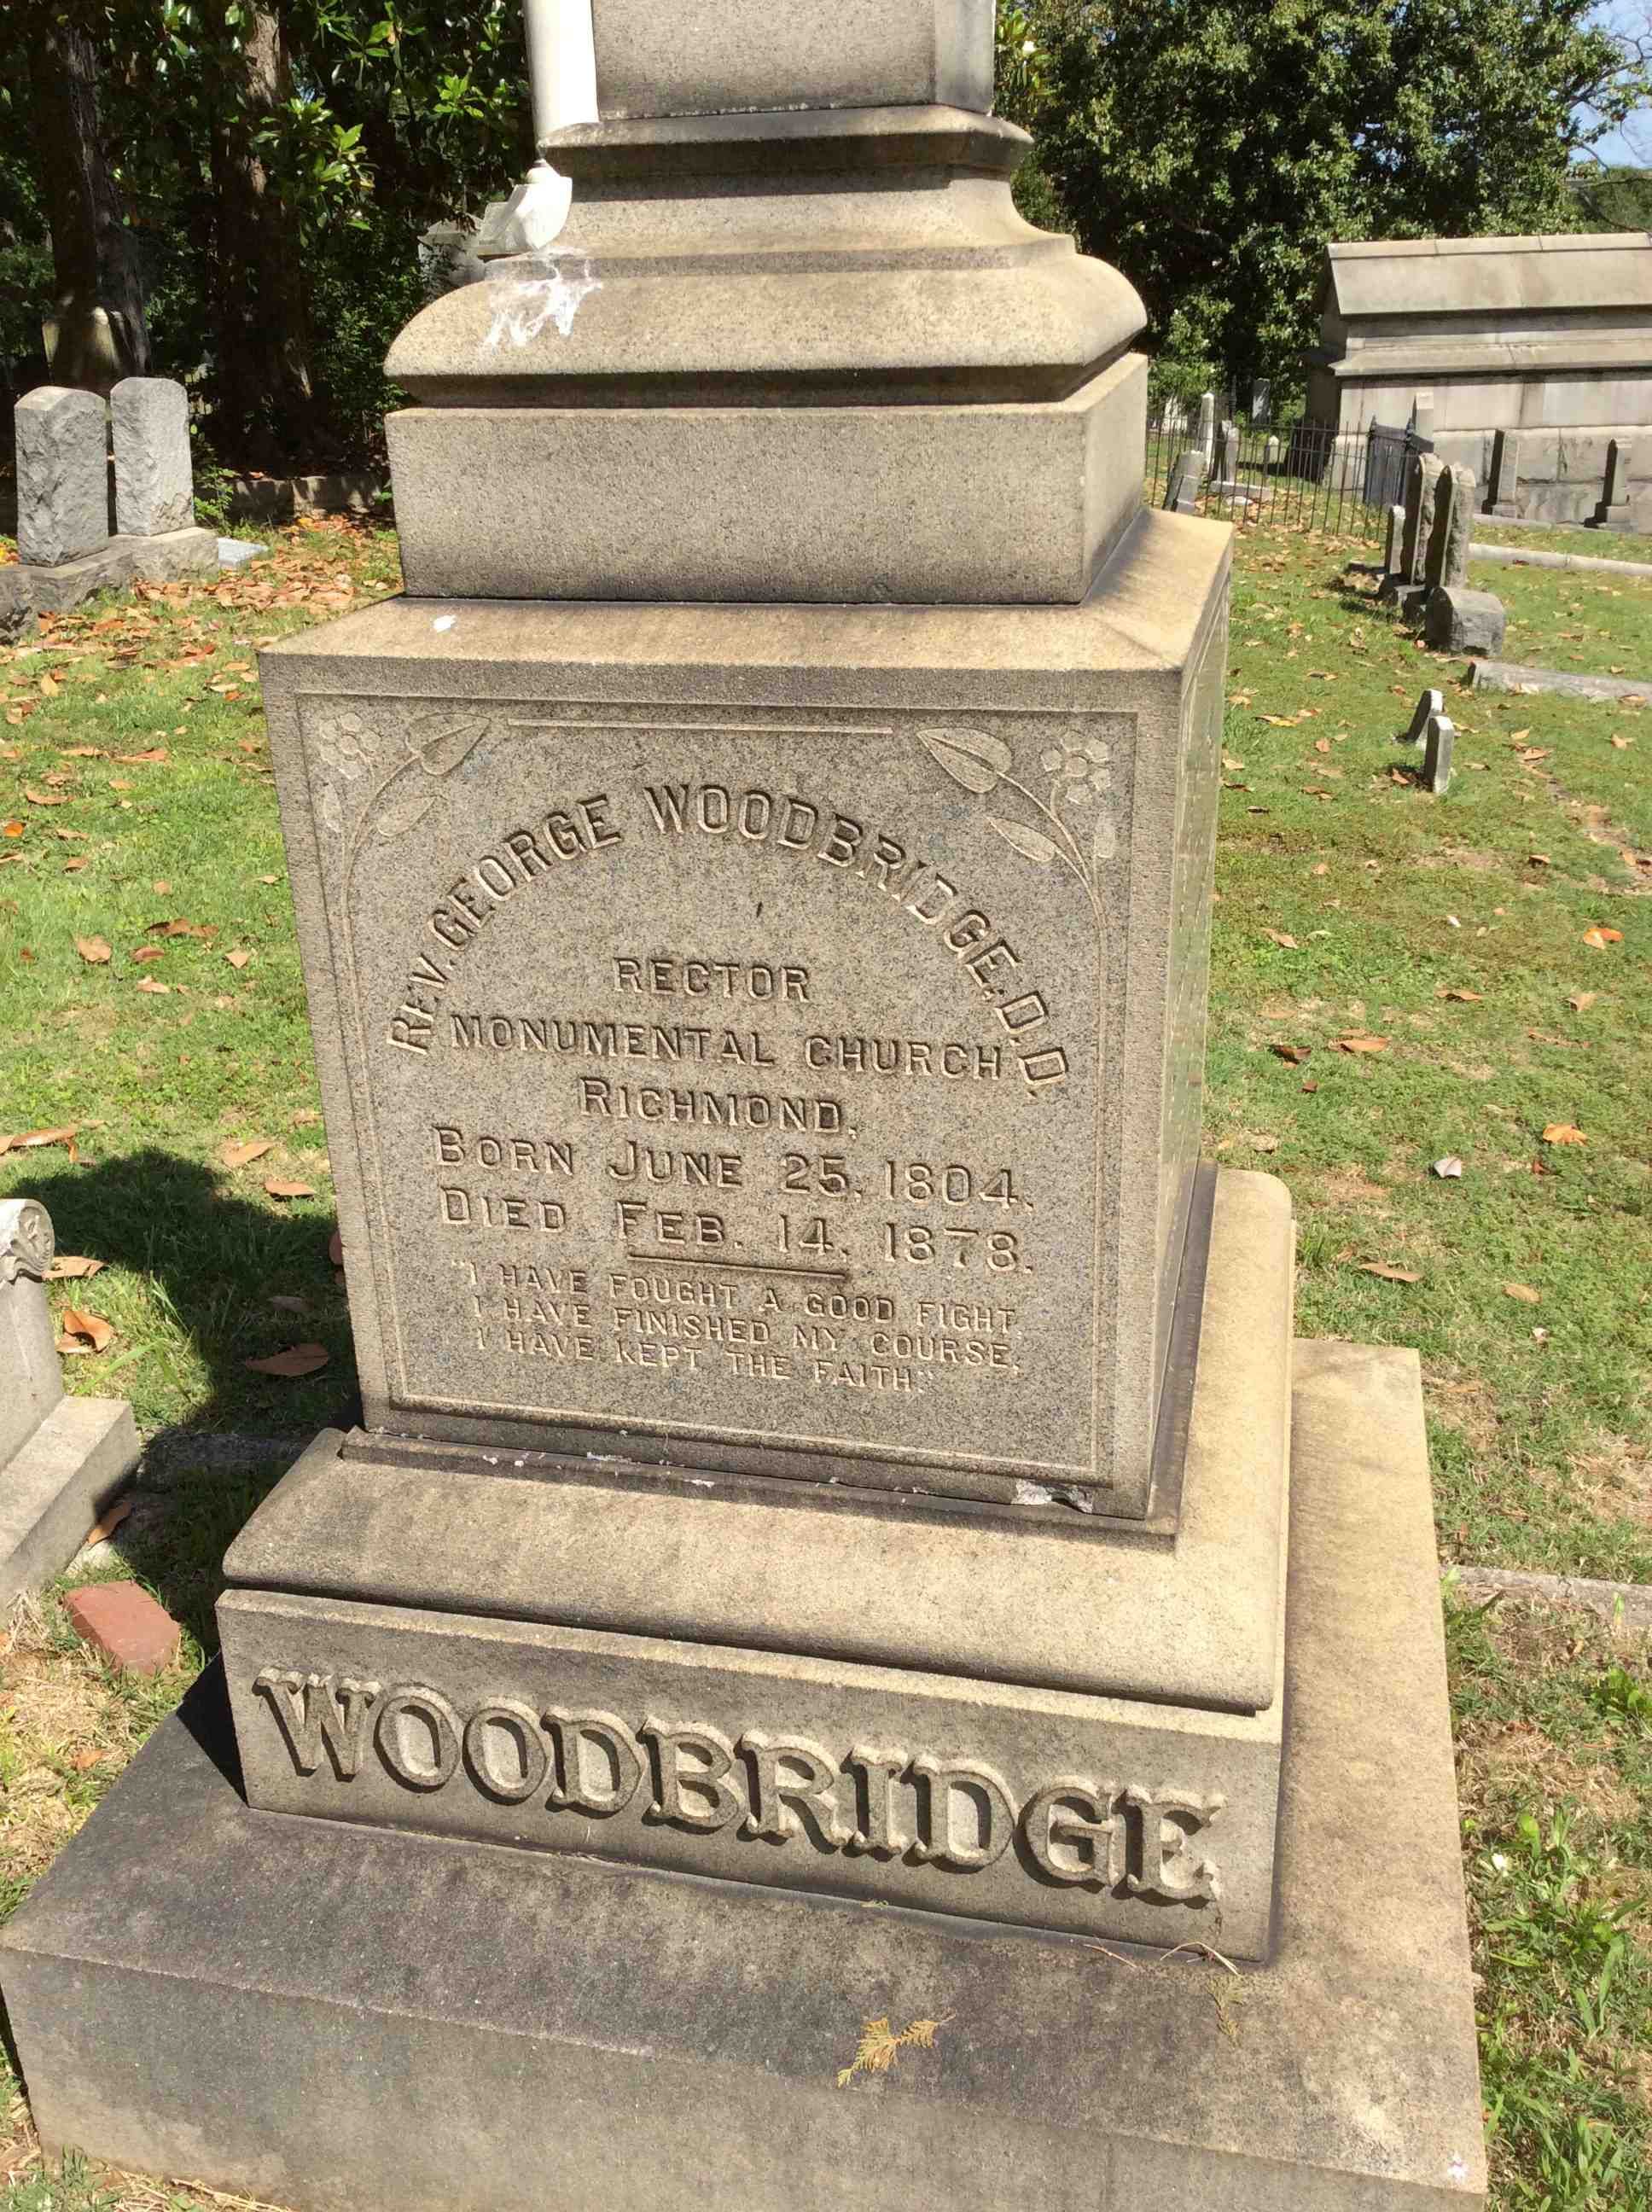 REV. GEORGE WOODBRIDGE, D.D.
RECTOR
MONUMENTAL CHURCH
RICHMOND,
BORN JUNE 25, 1804.
DIED FEB. 14, 1878.
"I HAVE FOUGHT A GOOD FIGHT,
I HAVE FINISHED MY COURSE,
I HAVE KEPT THE FAITH."
WOODBRIDGE